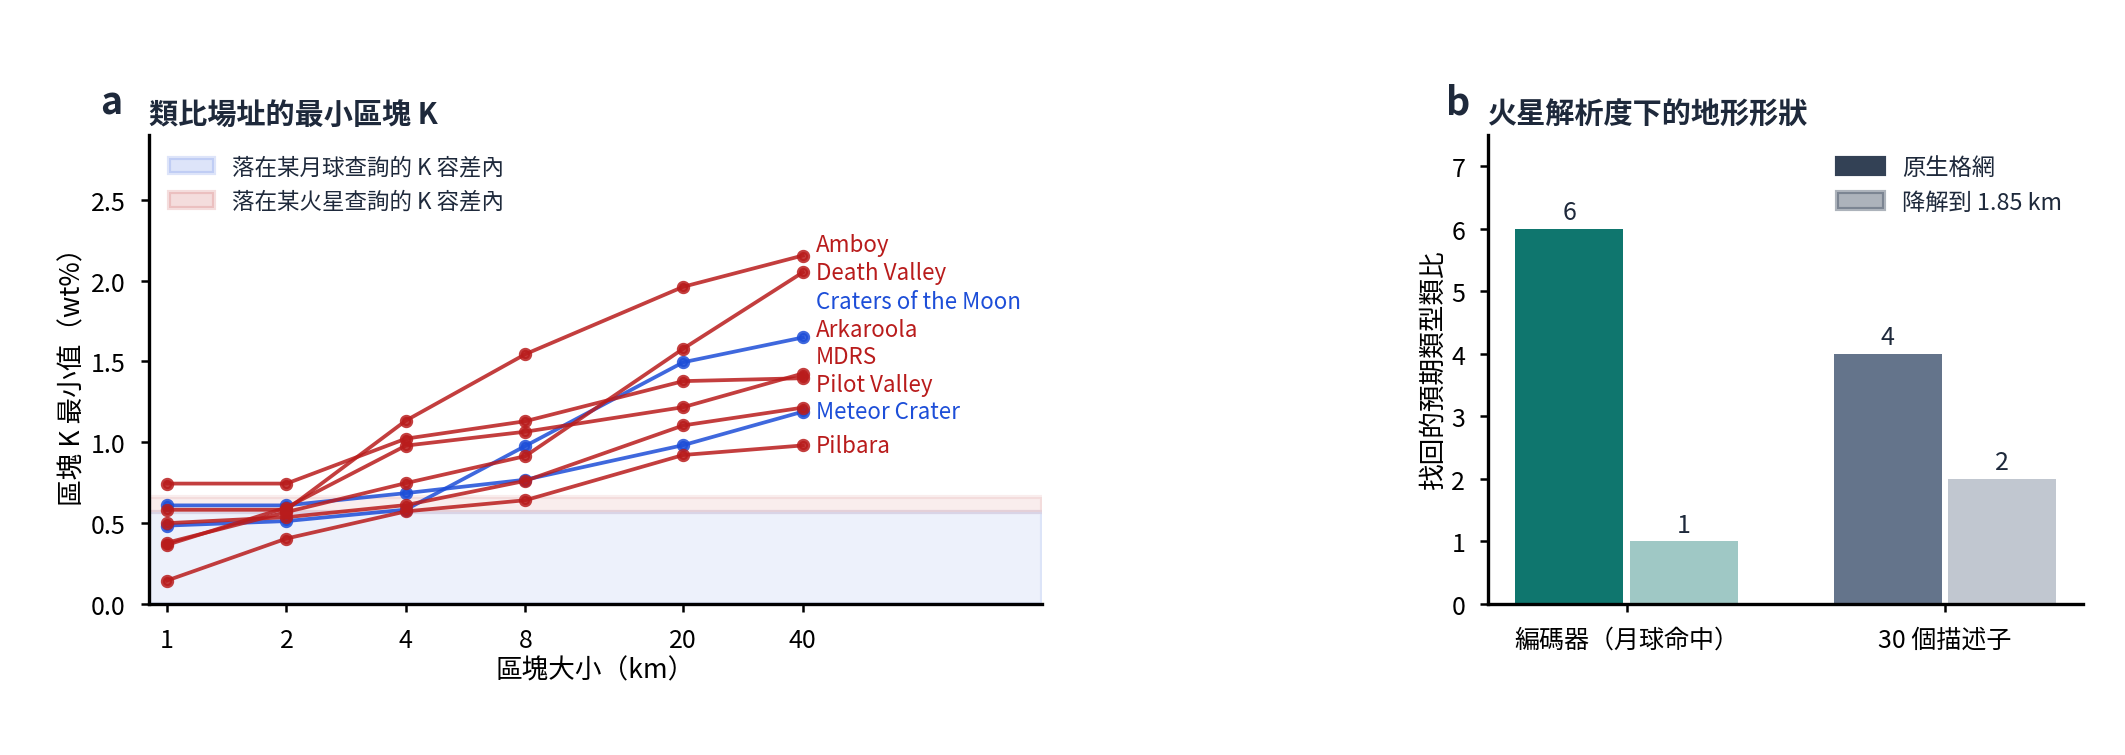 a 類比場址的最小區塊 K
落在某月球查詢的 K 容差內
落在某火星查詢的 K 容差內
區塊 K 最小值（wt%）
2.5
2.0
1.5
1.0
0.5
0.0
Amboy
Death Valley
Craters of the Moon
Arkaroola
MDRS
Pilot Valley
Meteor Crater
Pilbara
1 2 4 8 20 40
區塊大小（km）
b 火星解析度下的地形形狀
原生格網
降解到 1.85 km
找回的預期類型類比
7
6
5
4
3
2
1
0
6
1
4
2
編碼器（月球命中） 30 個描述子